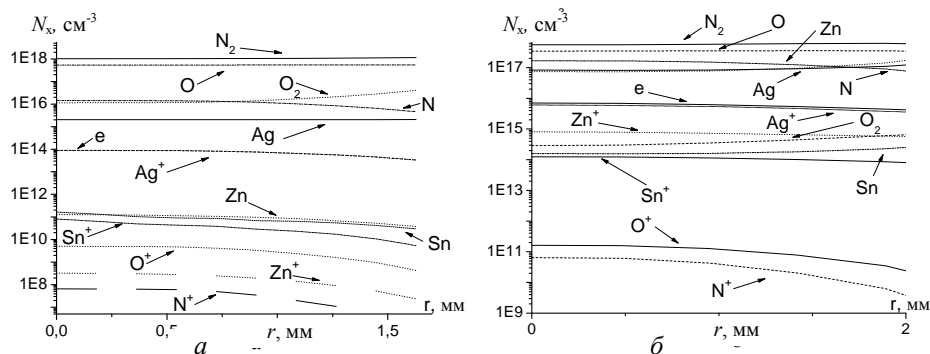 Nₓ, см⁻³
1E18
1E16
1E14
1E12
1E10
1E8
N₂
O
O₂
N
Ag
e
Ag⁺
Zn
Sn⁺
Sn
O⁺
Zn⁺
N⁺
r, мм
0,0
0,5
r, мм
1,5
а
Nₓ, см⁻³
1E17
1E15
1E13
1E11
1E9
N₂
O
Zn
Ag
N
e
Ag⁺
Zn⁺
O₂
Sn⁺
Sn
O⁺
N⁺
r, мм
0
r, мм
2
б